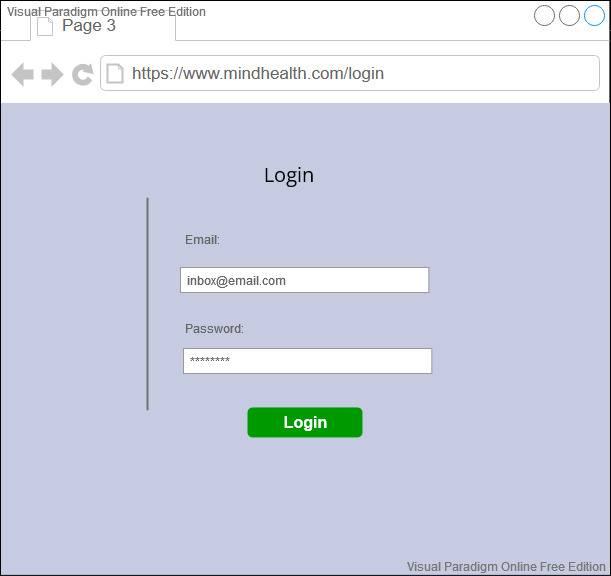 Visual Paradigm Online Free Edition
Page 3
https://www.mindhealth.com/login
Login
Email:
inbox@email.com
Password:
********
Login
Visual Paradigm Online Free Edition